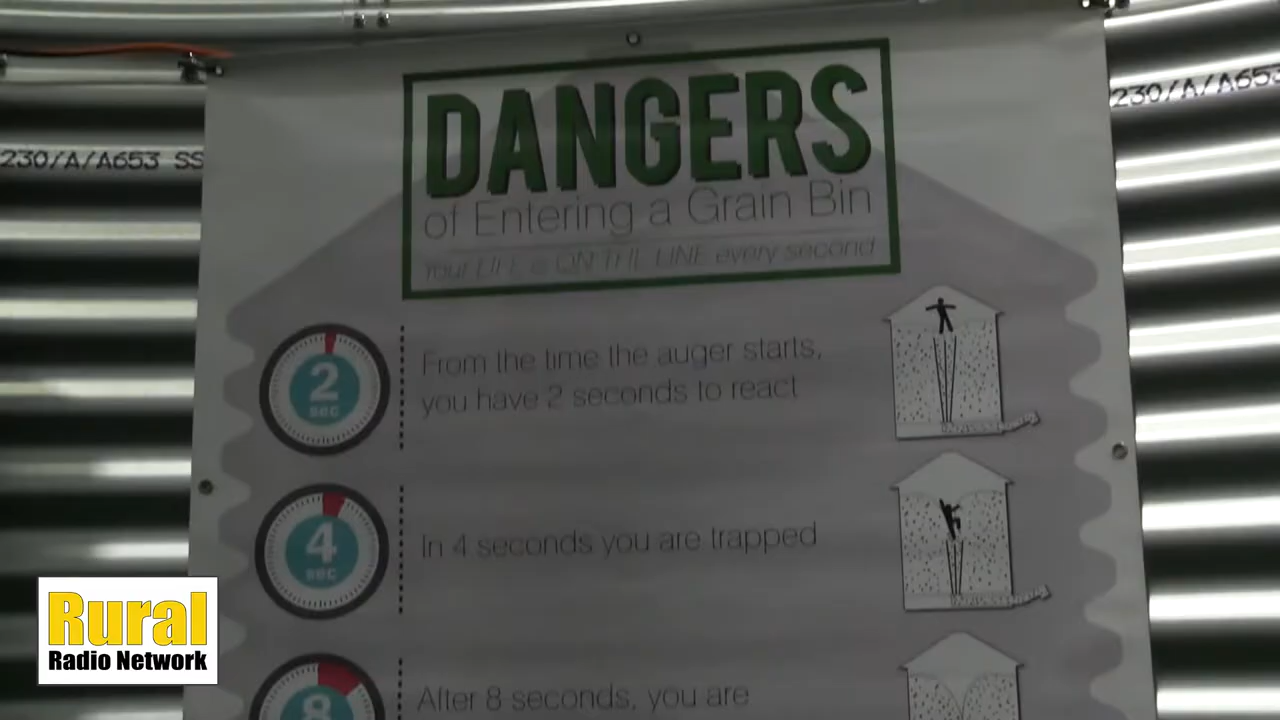 230/A/A653 SS
230/A/A653
DANGERS
of Entering a Grain Bin
Your LIFE is ON THE LINE every second
2
SEC
From the time the auger starts,
you have 2 seconds to react
4
SEC
In 4 seconds you are trapped
8
After 8 seconds, you are
Rural
Radio Network